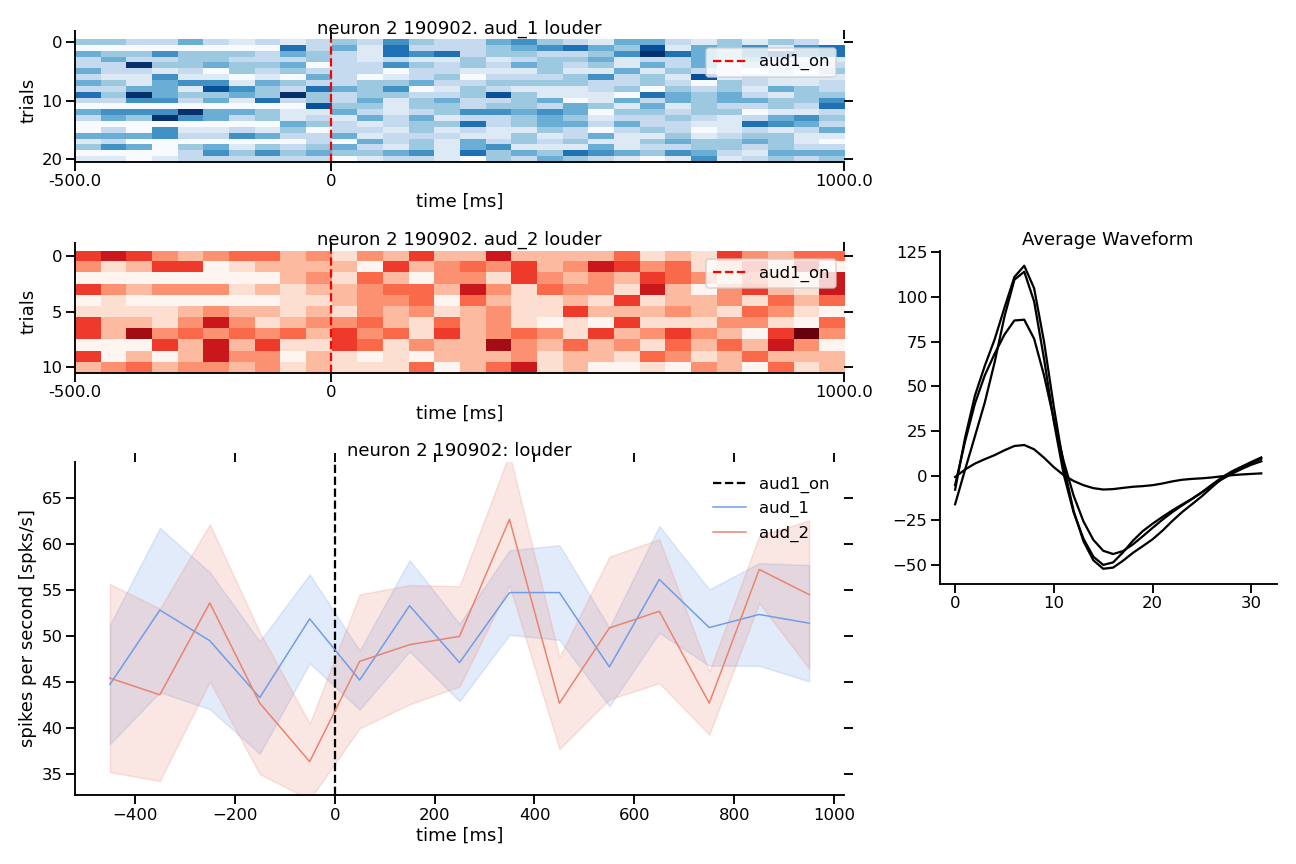 neuron 2 190902. aud_1 louder
trials
0
10
20
aud1_on
-500.0
0
1000.0
time [ms]
neuron 2 190902. aud_2 louder
trials
0
5
10
aud1_on
-500.0
0
1000.0
time [ms]
neuron 2 190902: louder
spikes per second [spks/s]
65
60
55
50
45
40
35
aud1_on
aud_1
aud_2
−400
−200
0
200
400
600
800
1000
time [ms]
Average Waveform
125
100
75
50
25
0
−25
−50
0
10
20
30